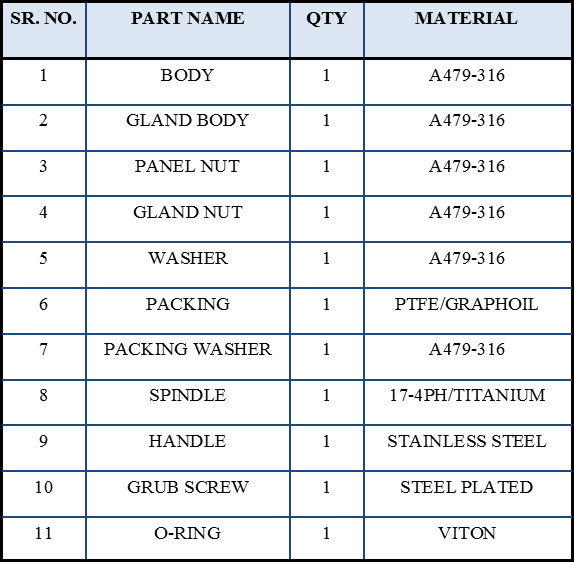 SR. NO. PART NAME QTY MATERIAL
1 BODY 1 A479-316
2 GLAND BODY 1 A479-316
3 PANEL NUT 1 A479-316
4 GLAND NUT 1 A479-316
5 WASHER 1 A479-316
6 PACKING 1 PTFE/GRAPHOIL
7 PACKING WASHER 1 A479-316
8 SPINDLE 1 17-4PH/TITANIUM
9 HANDLE 1 STAINLESS STEEL
10 GRUB SCREW 1 STEEL PLATED
11 O-RING 1 VITON